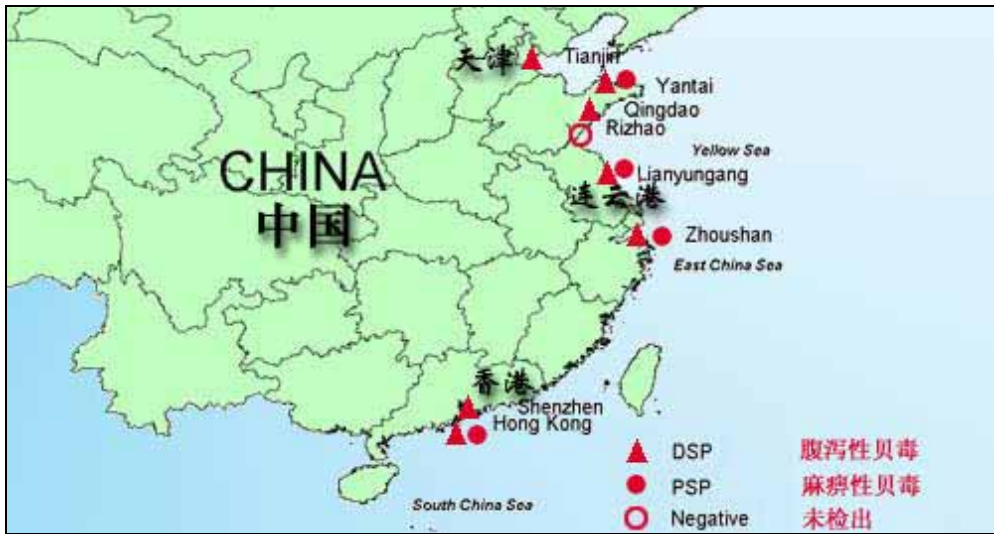 天津
Tianjin
Yantai
Qingdao
Rizhao
Yellow Sea
CHINA
中国
Lianyungang
连云港
Zhoushan
East China Sea
香港
Shenzhen
Hong Kong
South China Sea
DSP 腹泻性贝毒
PSP 麻痹性贝毒
Negative 未检出